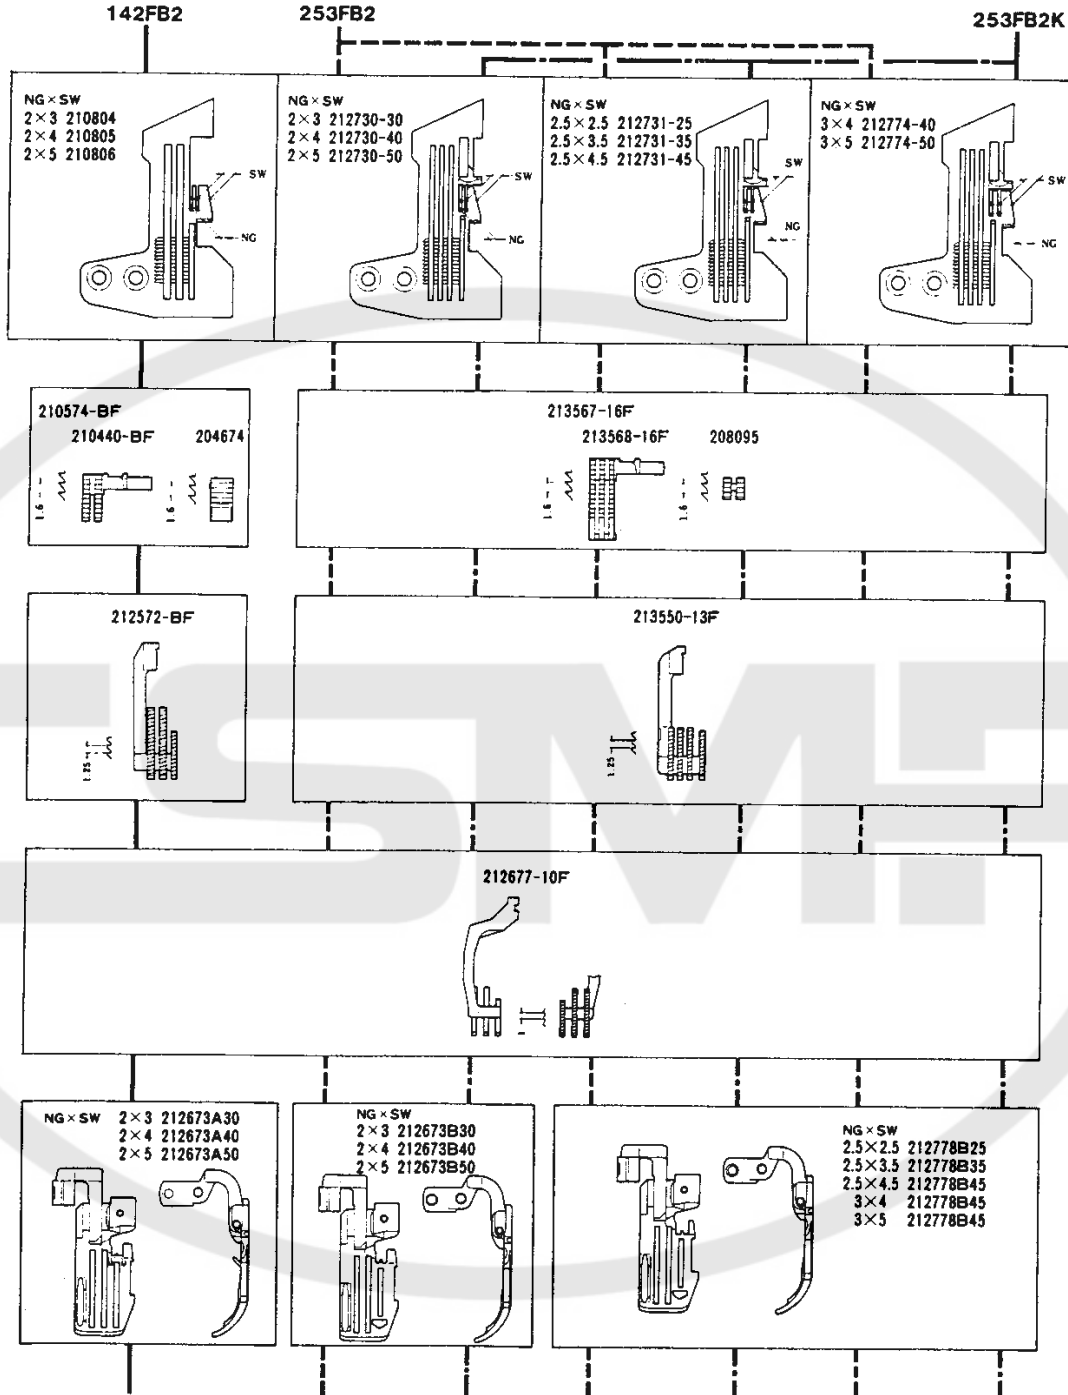 142FB2
253FB2
253FB2K
NG×SW
2×3 210804
2×4 210805
2×5 210806
SW
NG
NG×SW
2×3 212730-30
2×4 212730-40
2×5 212730-50
SW
NG
NG×SW
2.5×2.5 212731-25
2.5×3.5 212731-35
2.5×4.5 212731-45
SW
NG
NG×SW
3×4 212774-40
3×5 212774-50
SW
NG
210574-BF
210440-BF
204674
1.6
1.6
213567-16F
213568-16F
208095
1.6
1.6
212572-BF
1.25
213550-13F
1.25
212677-10F
1
NG×SW 2×3 212673A30
2×4 212673A40
2×5 212673A50
NG×SW
2×3 212673B30
2×4 212673B40
2×5 212673B50
NG×SW
2.5×2.5 212778B25
2.5×3.5 212778B35
2.5×4.5 212778B45
3×4 212778B45
3×5 212778B45
SMF